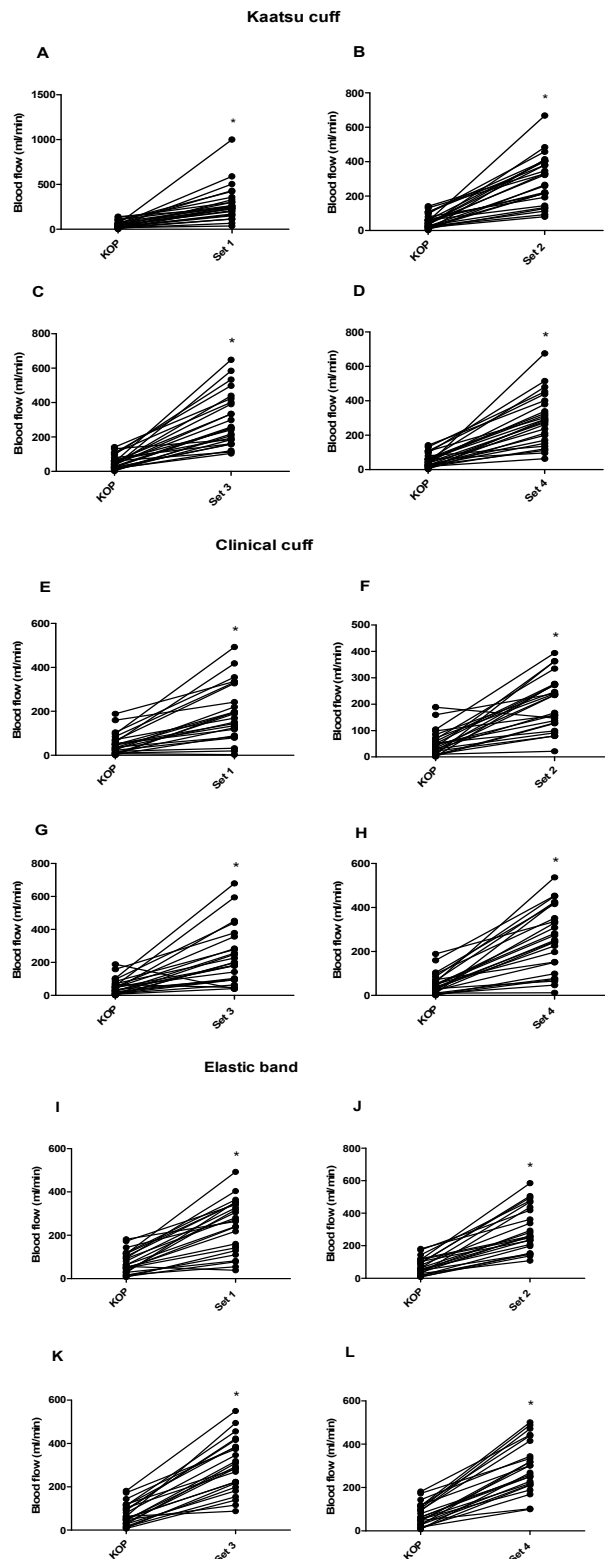 Kaatsu cuff
A
B
Blood flow (ml/min)
1500
1000
500
0
*
KOP
Set 1
Blood flow (ml/min)
800
600
400
200
0
*
KOP
Set 2
C
D
Blood flow (ml/min)
800
600
400
200
0
*
KOP
Set 3
Blood flow (ml/min)
800
600
400
200
0
*
KOP
Set 4
Clinical cuff
E
F
Blood flow (ml/min)
600
400
200
0
*
KOP
Set 1
Blood flow (ml/min)
500
400
300
200
100
0
*
KOP
Set 2
G
H
Blood flow (ml/min)
800
600
400
200
0
*
KOP
Set 3
Blood flow (ml/min)
600
400
200
0
*
KOP
Set 4
Elastic band
I
J
Blood flow (ml/min)
600
400
200
0
*
KOP
Set 1
Blood flow (ml/min)
800
600
400
200
0
*
KOP
Set 2
K
L
Blood flow (ml/min)
600
400
200
0
*
KOP
Set 3
Blood flow (ml/min)
600
400
200
0
*
KOP
Set 4